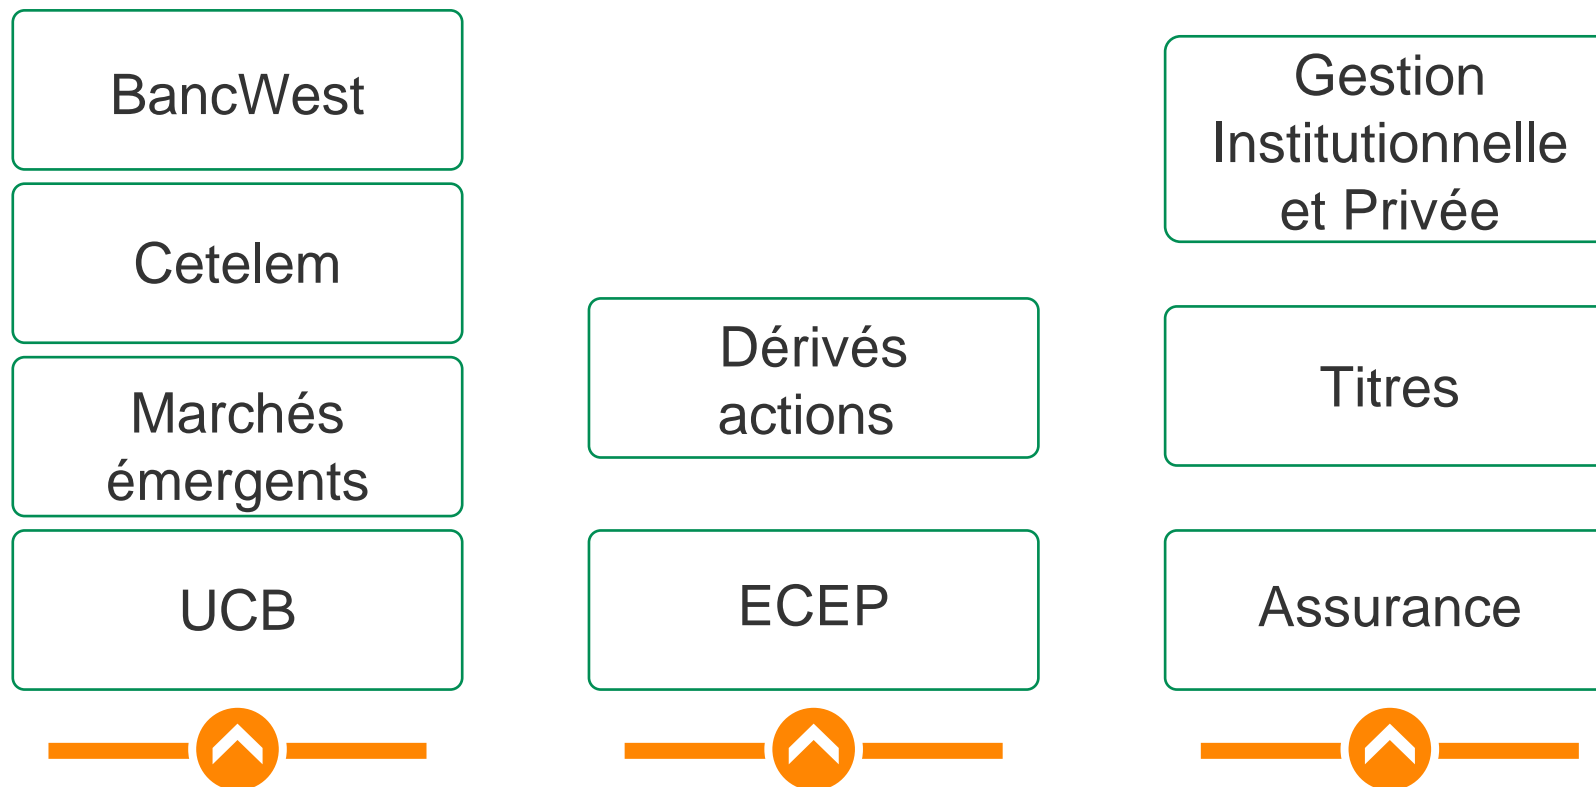 BancWest
Cetelem
Marchés
émergents
UCB
Dérivés
actions
ECEP
Gestion
Institutionnelle
et Privée
Titres
Assurance